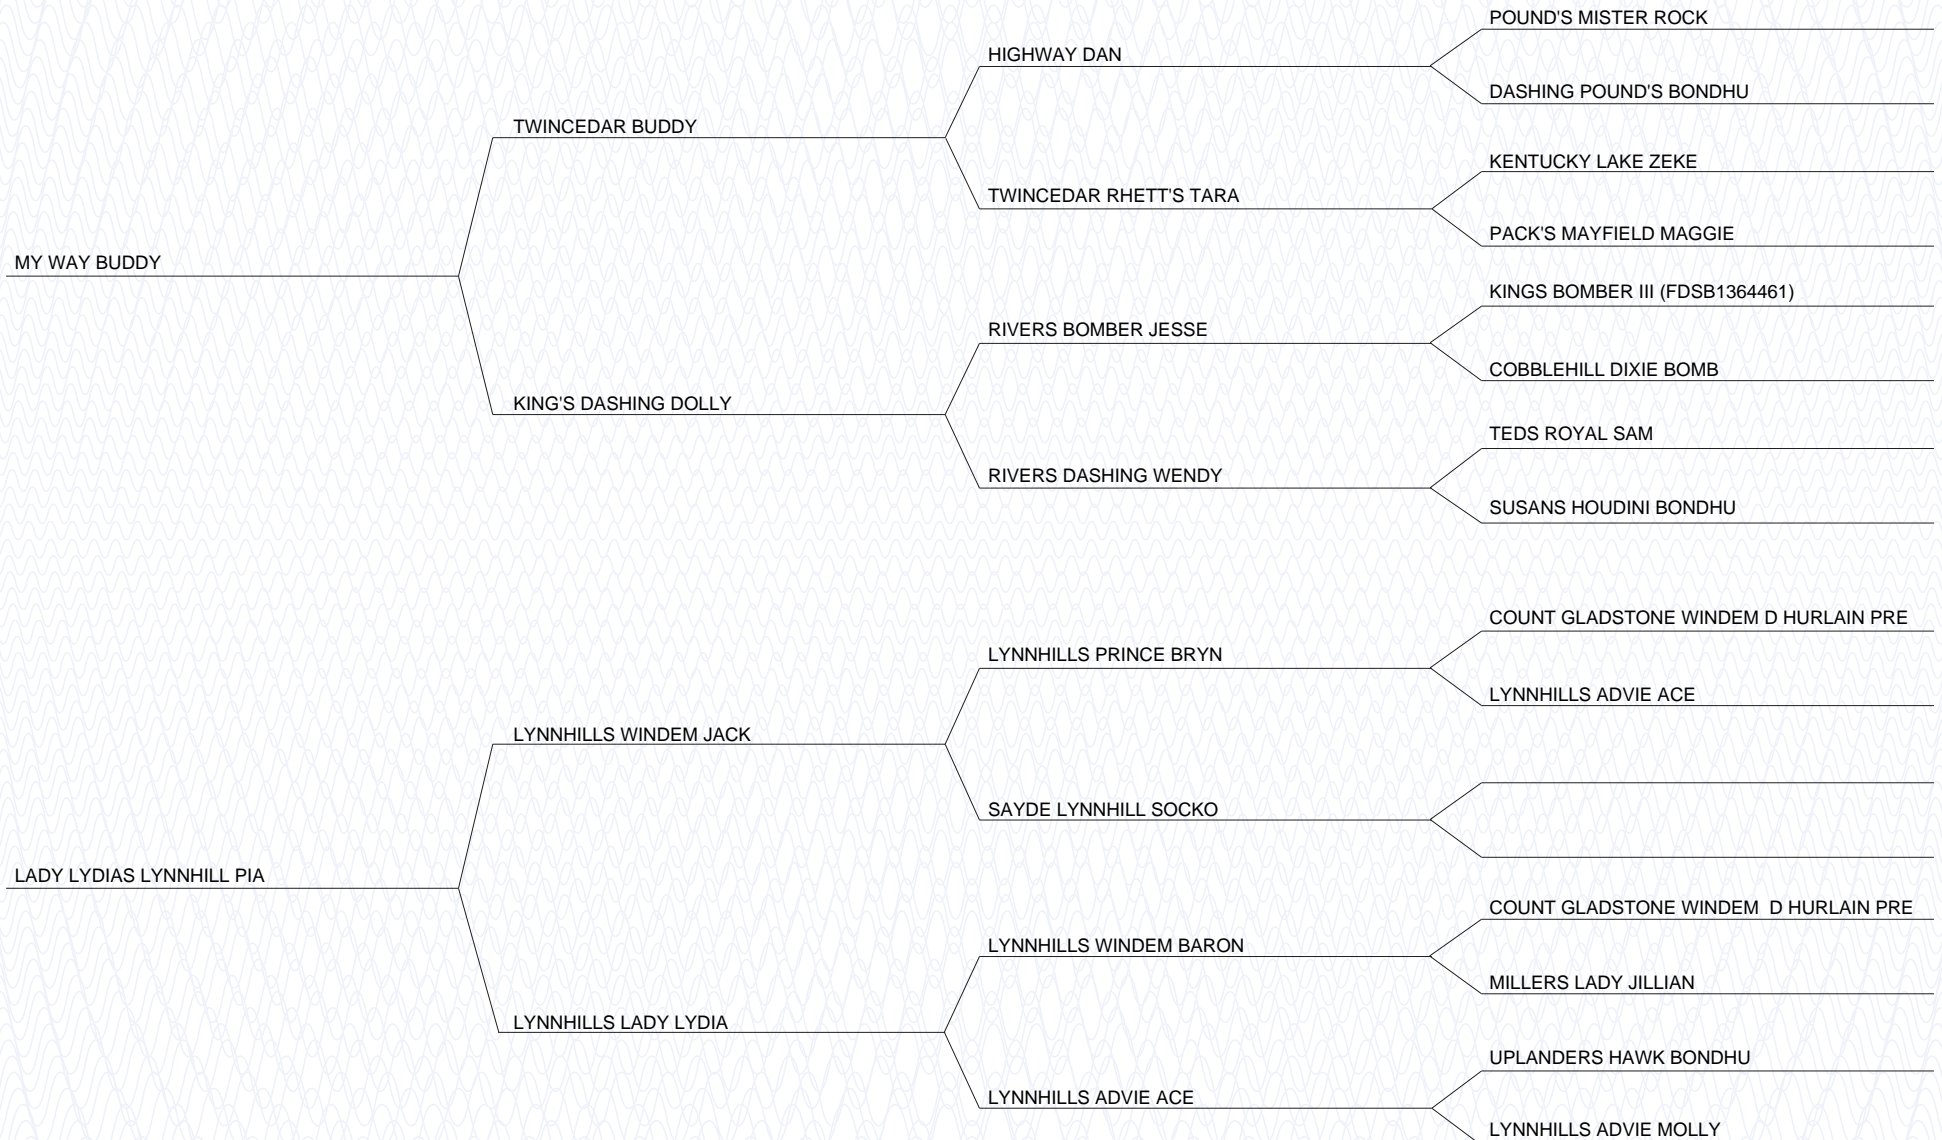 POUND'S MISTER ROCK
HIGHWAY DAN
DASHING POUND'S BONDHU
TWINCEDAR BUDDY
KENTUCKY LAKE ZEKE
TWINCEDAR RHETT'S TARA
PACK'S MAYFIELD MAGGIE
MY WAY BUDDY
KINGS BOMBER III (FDSB1364461)
RIVERS BOMBER JESSE
COBBLEHILL DIXIE BOMB
KING'S DASHING DOLLY
TEDS ROYAL SAM
RIVERS DASHING WENDY
SUSANS HOUDINI BONDHU
COUNT GLADSTONE WINDEM D HURLAIN PRE
LYNNHILLS PRINCE BRYN
LYNNHILLS ADVIE ACE
LYNNHILLS WINDEM JACK
SAYDE LYNNHILL SOCKO
LADY LYDIAS LYNNHILL PIA
COUNT GLADSTONE WINDEM  D HURLAIN PRE
LYNNHILLS WINDEM BARON
MILLERS LADY JILLIAN
LYNNHILLS LADY LYDIA
UPLANDERS HAWK BONDHU
LYNNHILLS ADVIE ACE
LYNNHILLS ADVIE MOLLY